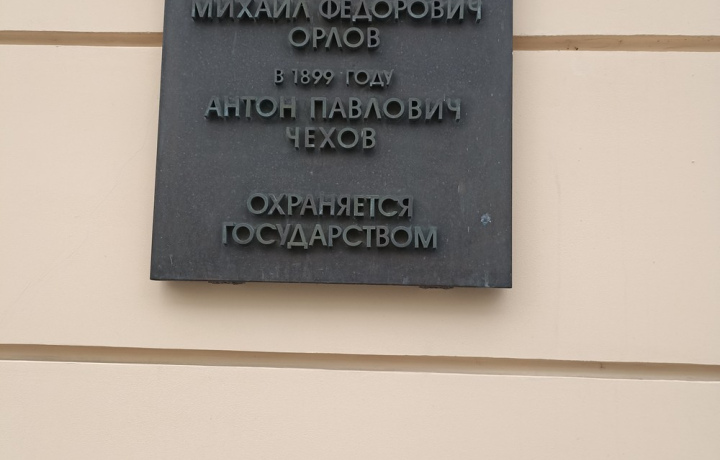 МИХАИЛ ФЕДОРОВИЧ
ОРЛОВ
В 1899 ГОДУ
АНТОН ПАВЛОВИЧ
ЧЕХОВ
ОХРАНЯЕТСЯ
ГОСУДАРСТВОМ